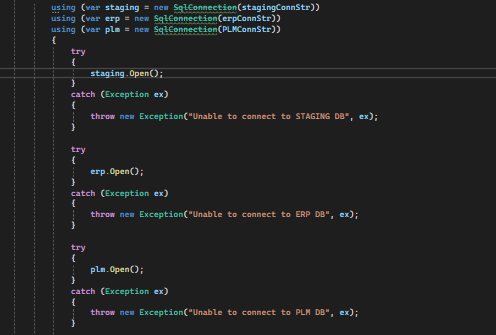 using (var staging = new SqlConnection(stagingConnStr))
using (var erp = new SqlConnection(erpConnStr))
using (var plm = new SqlConnection(PLMConnStr))
{
try
{
staging.Open();
}
catch (Exception ex)
{
throw new Exception("Unable to connect to STAGING DB", ex);
}
try
{
erp.Open();
}
catch (Exception ex)
{
throw new Exception("Unable to connect to ERP DB", ex);
}
try
{
plm.Open();
}
catch (Exception ex)
{
throw new Exception("Unable to connect to PLM DB", ex);
}